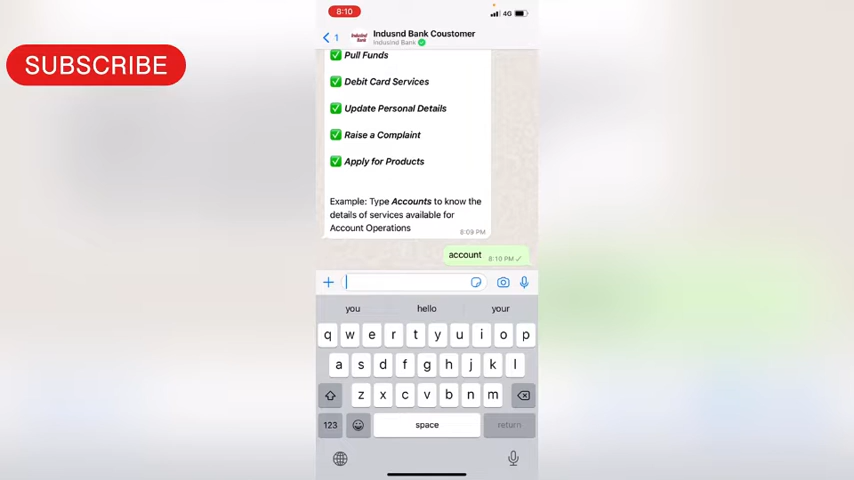 8:10
4G
SUBSCRIBE
1
Indusnd Bank Coustomer
IndusInd Bank
Pull Funds
Debit Card Services
Update Personal Details
Raise a Complaint
Apply for Products
Example: Type Accounts to know the
details of services available for
Account Operations
8:09 PM
account 8:10 PM
you hello your
q w e r t y u i o p
a s d f g h j k l
z x c v b n m
123 space return